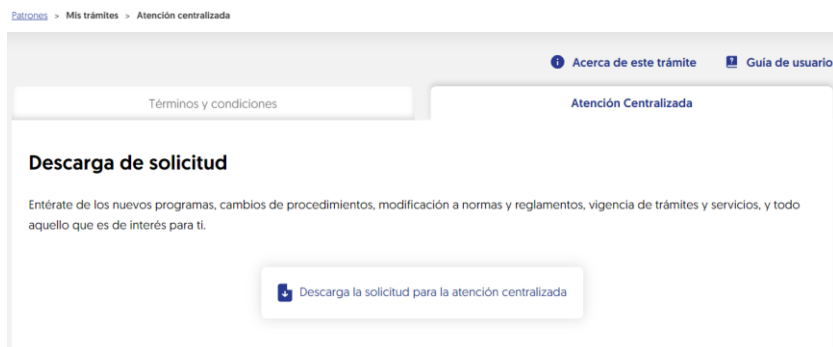 Patrones > Mis trámites > Atención centralizada
Acerca de este trámite Guía de usuario
Términos y condiciones Atención Centralizada
Descarga de solicitud
Entérate de los nuevos programas, cambios de procedimientos, modificación a normas y reglamentos, vigencia de trámites y servicios, y todo
aquello que es de interés para ti.
Descarga la solicitud para la atención centralizada